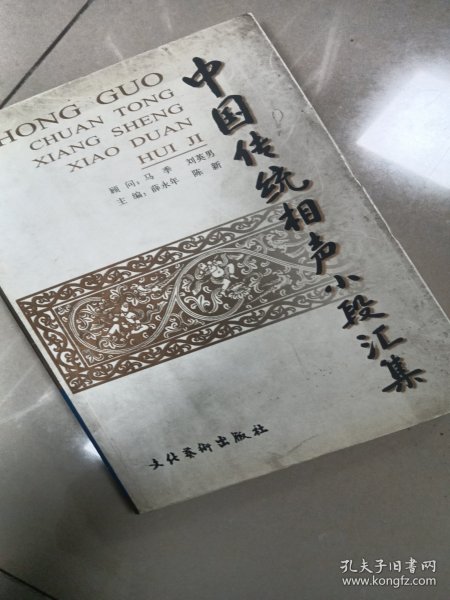 HONG GUO
CHUAN TONG
XIANG SHENG
XIAO DUAN
HUI JI
顾问：马季 刘英男
主编：薛永年 陈新
中国传统相声小段汇集
文化艺術出版社
孔夫子旧书网
www.kongfz.com